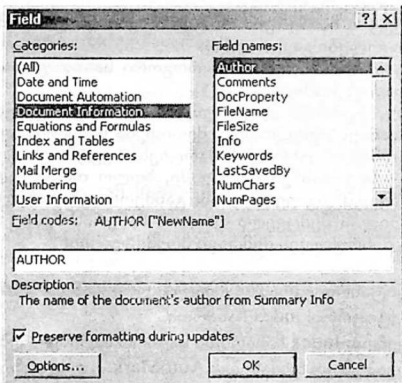 Field
Categories:
(All)
Date and Time
Document Automation
Document Information
Equations and Formulas
Index and Tables
Links and References
Mail Merge
Numbering
User Information
Field names:
Author
Comments
DocProperty
FileName
FileSize
Info
Keywords
LastSavedBy
NumChars
NumPages
Field codes: AUTHOR ["NewName"]
AUTHOR
Description
The name of the document's author from Summary Info
Preserve formatting during updates
Options...
OK
Cancel